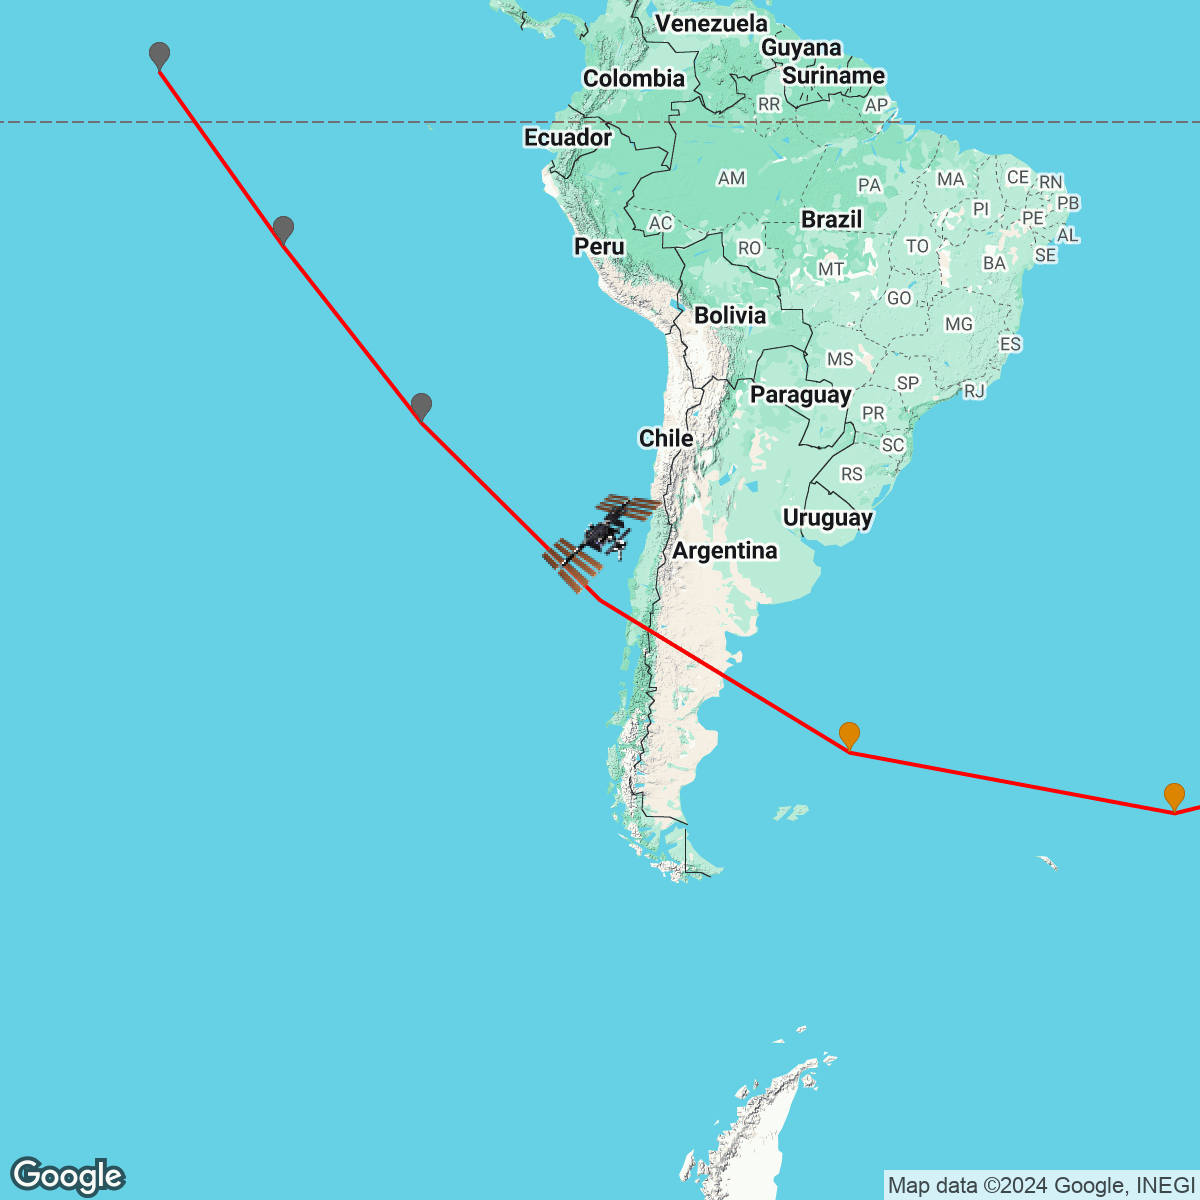 Venezuela
Guyana
Colombia
Suriname
RR
AP
Ecuador
AM
PA
MA
CE
RN
PI
PB
PE
AC
Brazil
AL
Peru
RO
TO
SE
MT
BA
GO
Bolivia
MG
ES
MS
SP
Paraguay
RJ
PR
Chile
SC
RS
Uruguay
Argentina
Google
Map data ©2024 Google, INEGI